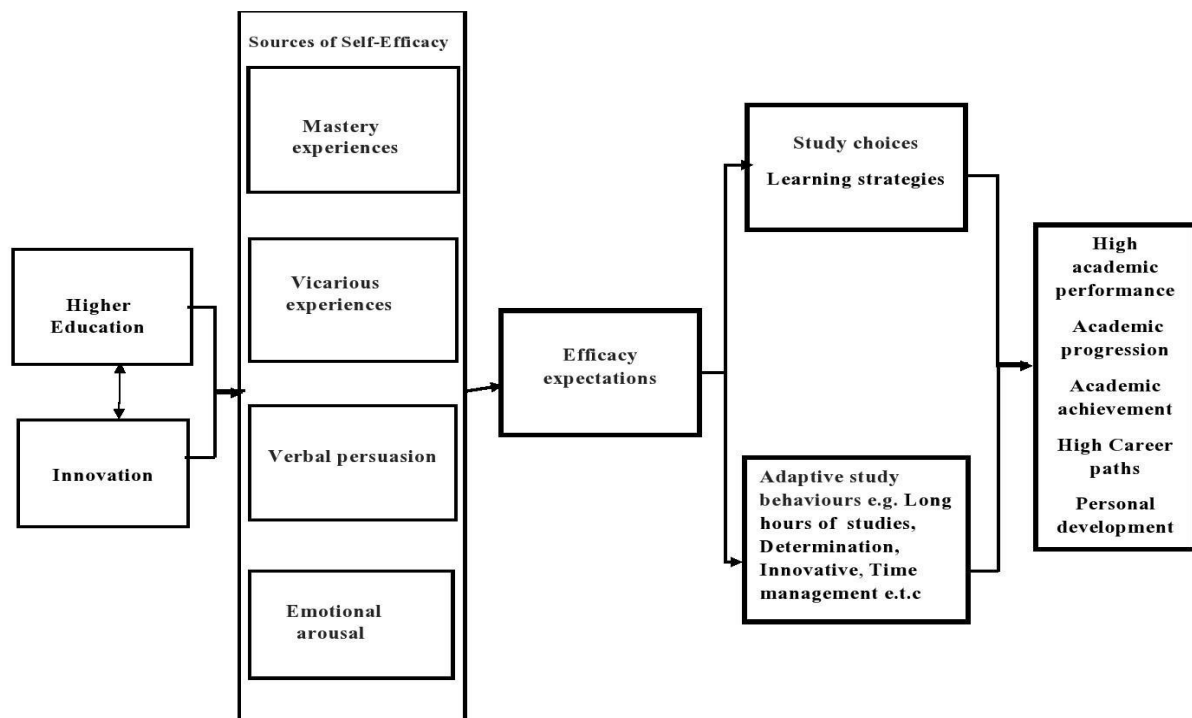 Sources of Self-Efficacy
Mastery
experiences
Vicarious
experiences
Verbal persuasion
Emotional
arousal
Higher
Education
Innovation
Efficacy
expectations
Study choices
Learning strategies
Adaptive study
behaviours e.g. Long
hours of studies,
Determination,
Innovative, Time
management e.t.c
High
academic
performance
Academic
progression
Academic
achievement
High Career
paths
Personal
development